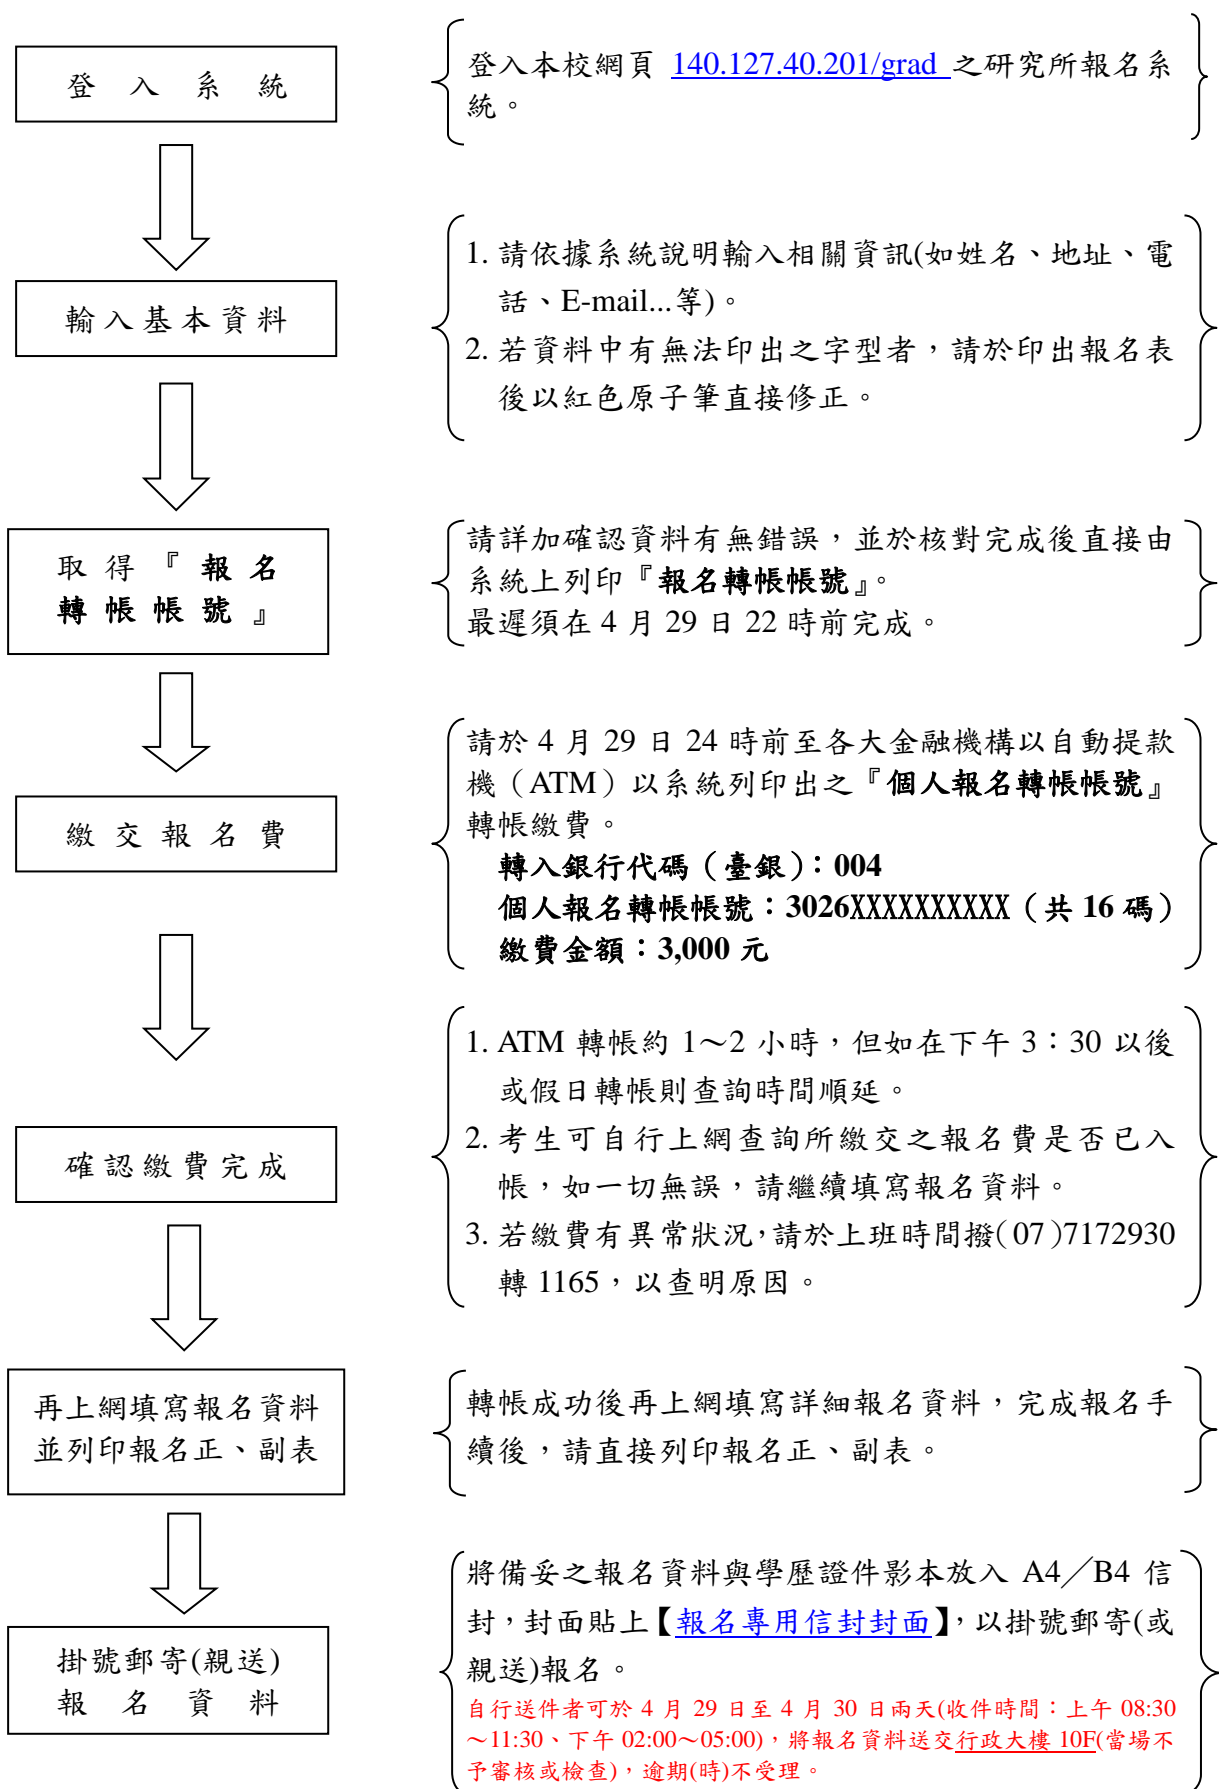 登入系統
登入本校網頁 140.127.40.201/grad 之研究所報名系
統。
輸入基本資料
1. 請依據系統說明輸入相關資訊(如姓名、地址、電
話、E-mail...等)。
2. 若資料中有無法印出之字型者，請於印出報名表
後以紅色原子筆直接修正。
取得『報名
轉帳帳號』
請詳加確認資料有無錯誤，並於核對完成後直接由
系統上列印『報名轉帳帳號』。
最遲須在 4 月 29 日 22 時前完成。
繳交報名費
請於 4 月 29 日 24 時前至各大金融機構以自動提款
機（ATM）以系統列印出之『個人報名轉帳帳號』
轉帳繳費。
轉入銀行代碼（臺銀）：004
個人報名轉帳帳號：3026XXXXXXXXXX（共 16 碼）
繳費金額：3,000 元
確認繳費完成
1. ATM 轉帳約 1～2 小時，但如在下午 3：30 以後
或假日轉帳則查詢時間順延。
2. 考生可自行上網查詢所繳交之報名費是否已入
帳，如一切無誤，請繼續填寫報名資料。
3. 若繳費有異常狀況，請於上班時間撥(07)7172930
轉 1165，以查明原因。
再上網填寫報名資料
並列印報名正、副表
轉帳成功後再上網填寫詳細報名資料，完成報名手
續後，請直接列印報名正、副表。
掛號郵寄(親送)
報名資料
將備妥之報名資料與學歷證件影本放入 A4／B4 信
封，封面貼上【報名專用信封封面】，以掛號郵寄(或
親送)報名。
自行送件者可於 4 月 29 日至 4 月 30 日兩天(收件時間：上午 08:30
～11:30、下午 02:00～05:00)，將報名資料送交行政大樓 10F(當場不
予審核或檢查)，逾期(時)不受理。